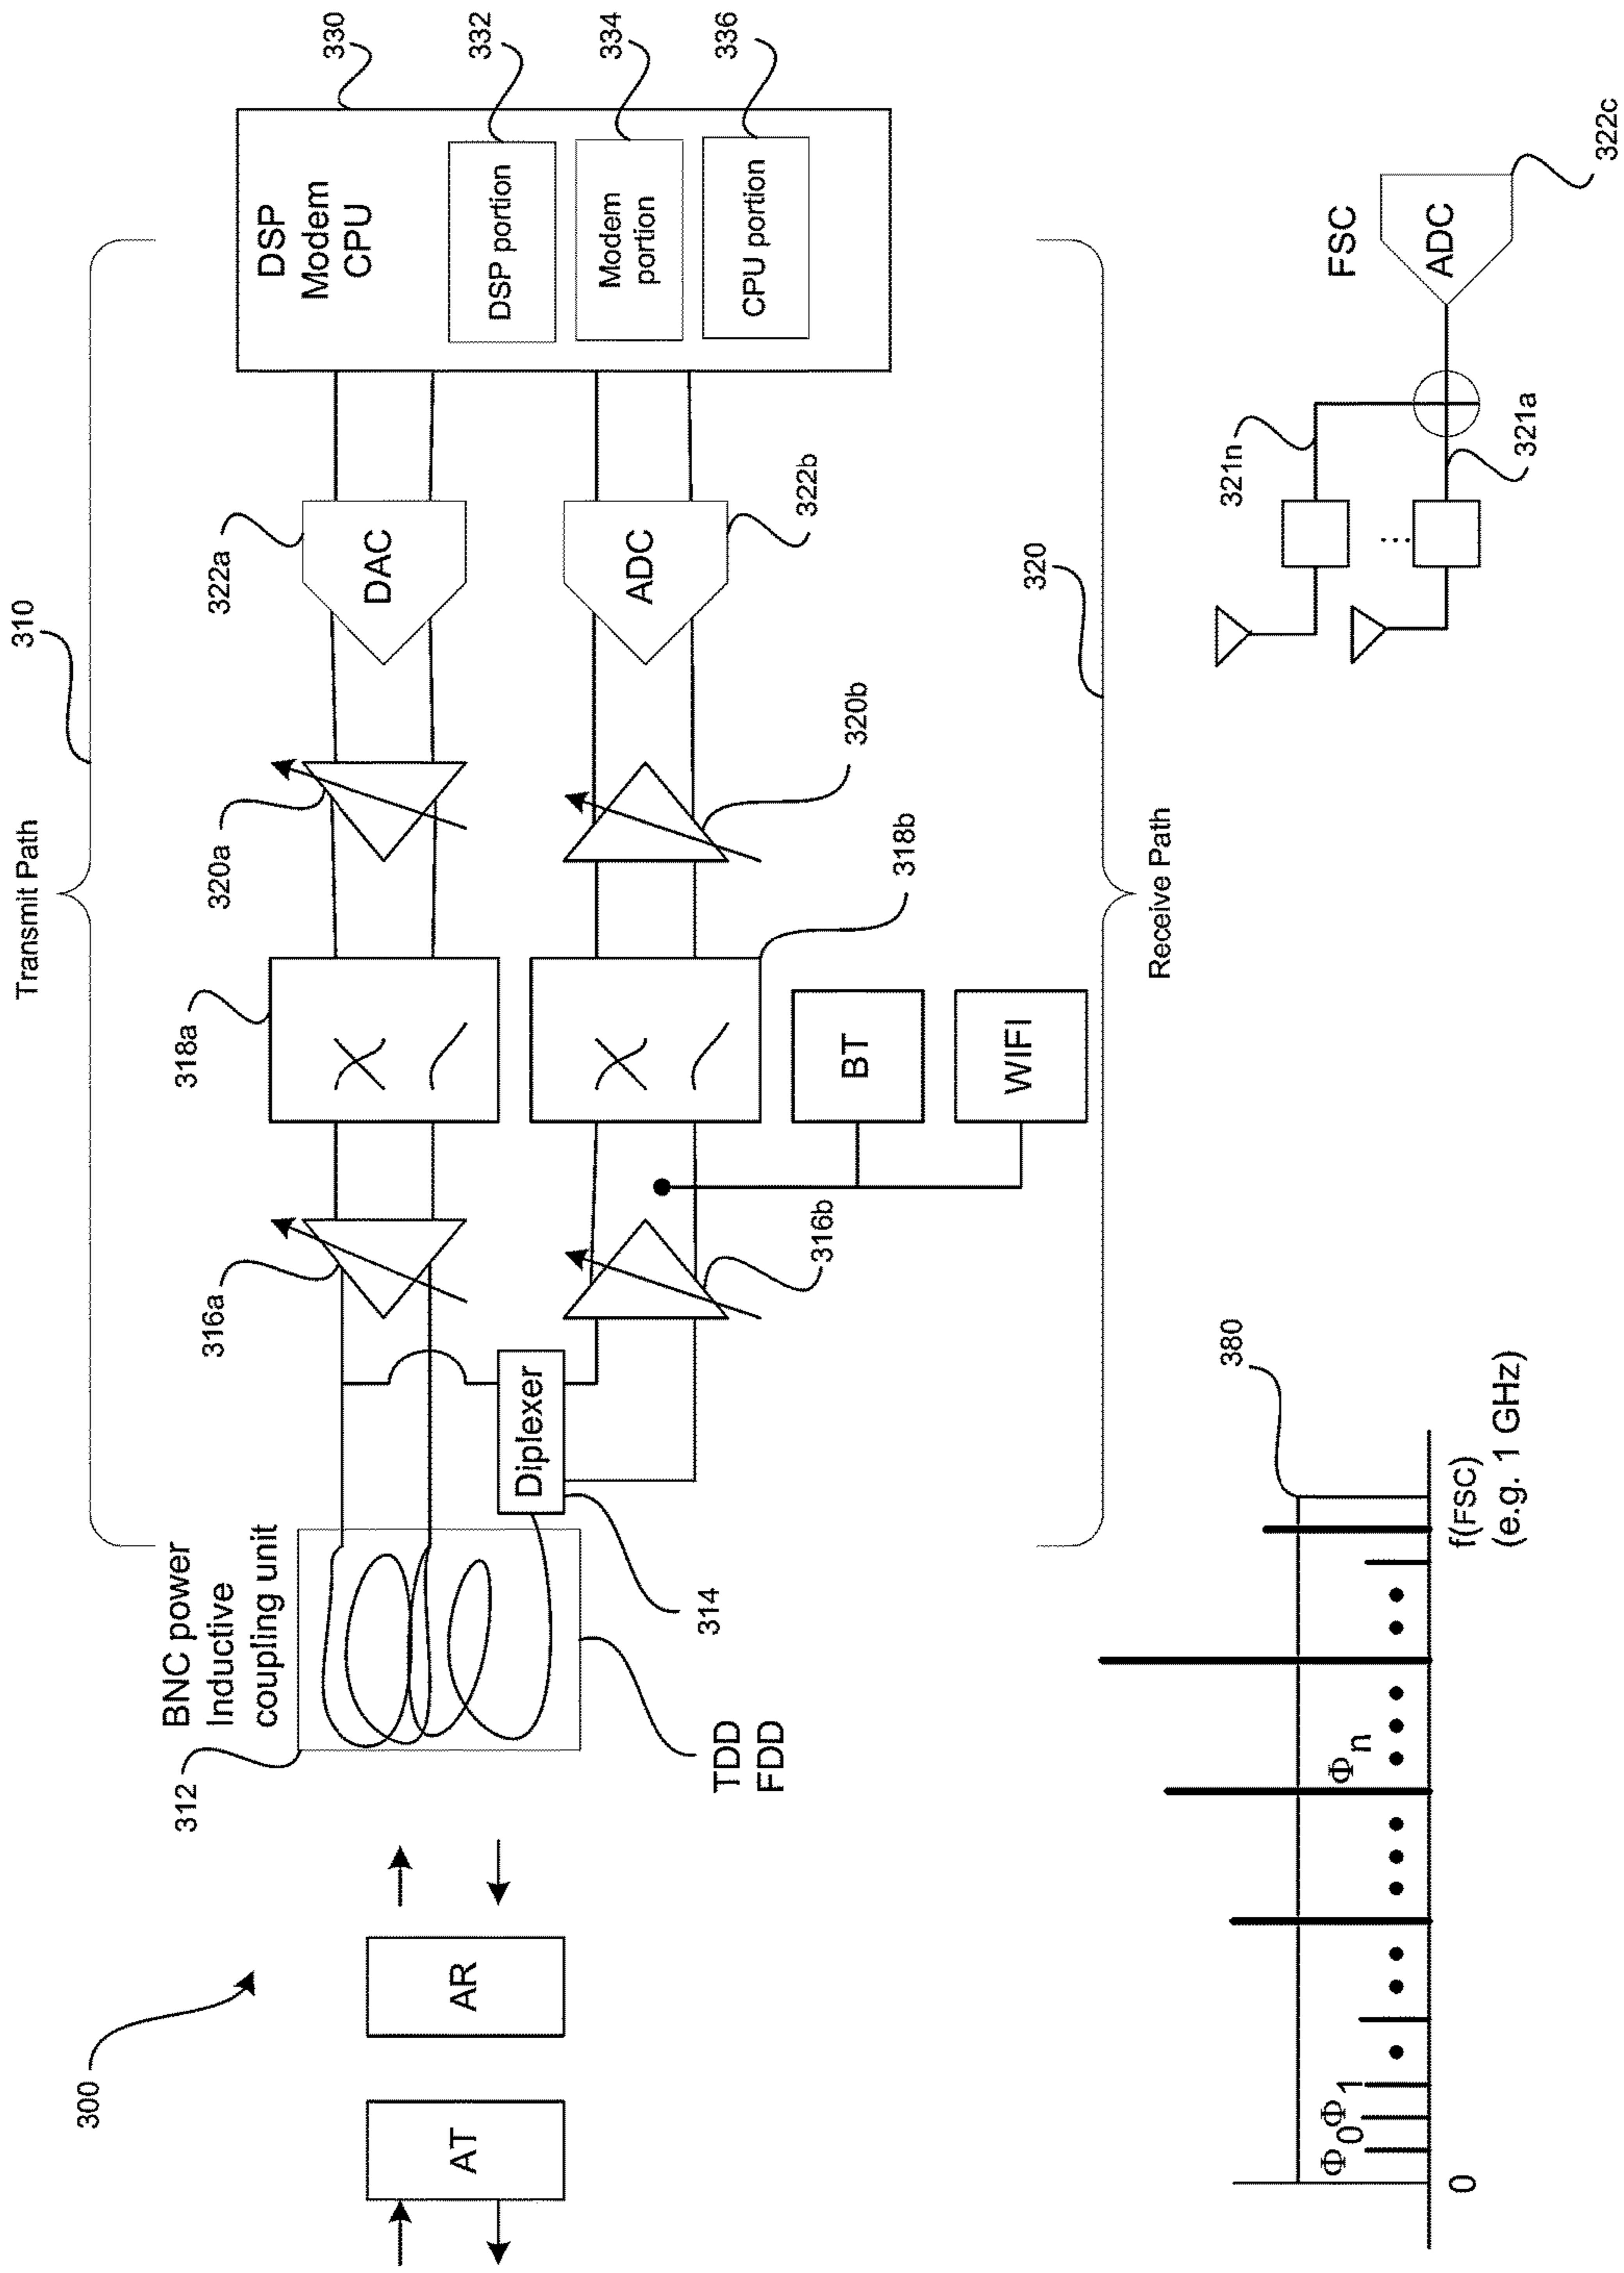 300
AT
AR
312
BNC power
Inductive
coupling unit
TDD
FDD
314
Diplexer
Transmit Path
310
316a
318a
320a
322a
DAC
316b
318b
320b
322b
ADC
BT
WIFI
330
DSP
Modem
CPU
332
DSP portion
334
Modem
portion
336
CPU portion
Receive Path
320
0
Φ0
Φ1
Φn
380
f(FSC)
(e.g. 1 GHz)
321n
321a
FSC
ADC
322c